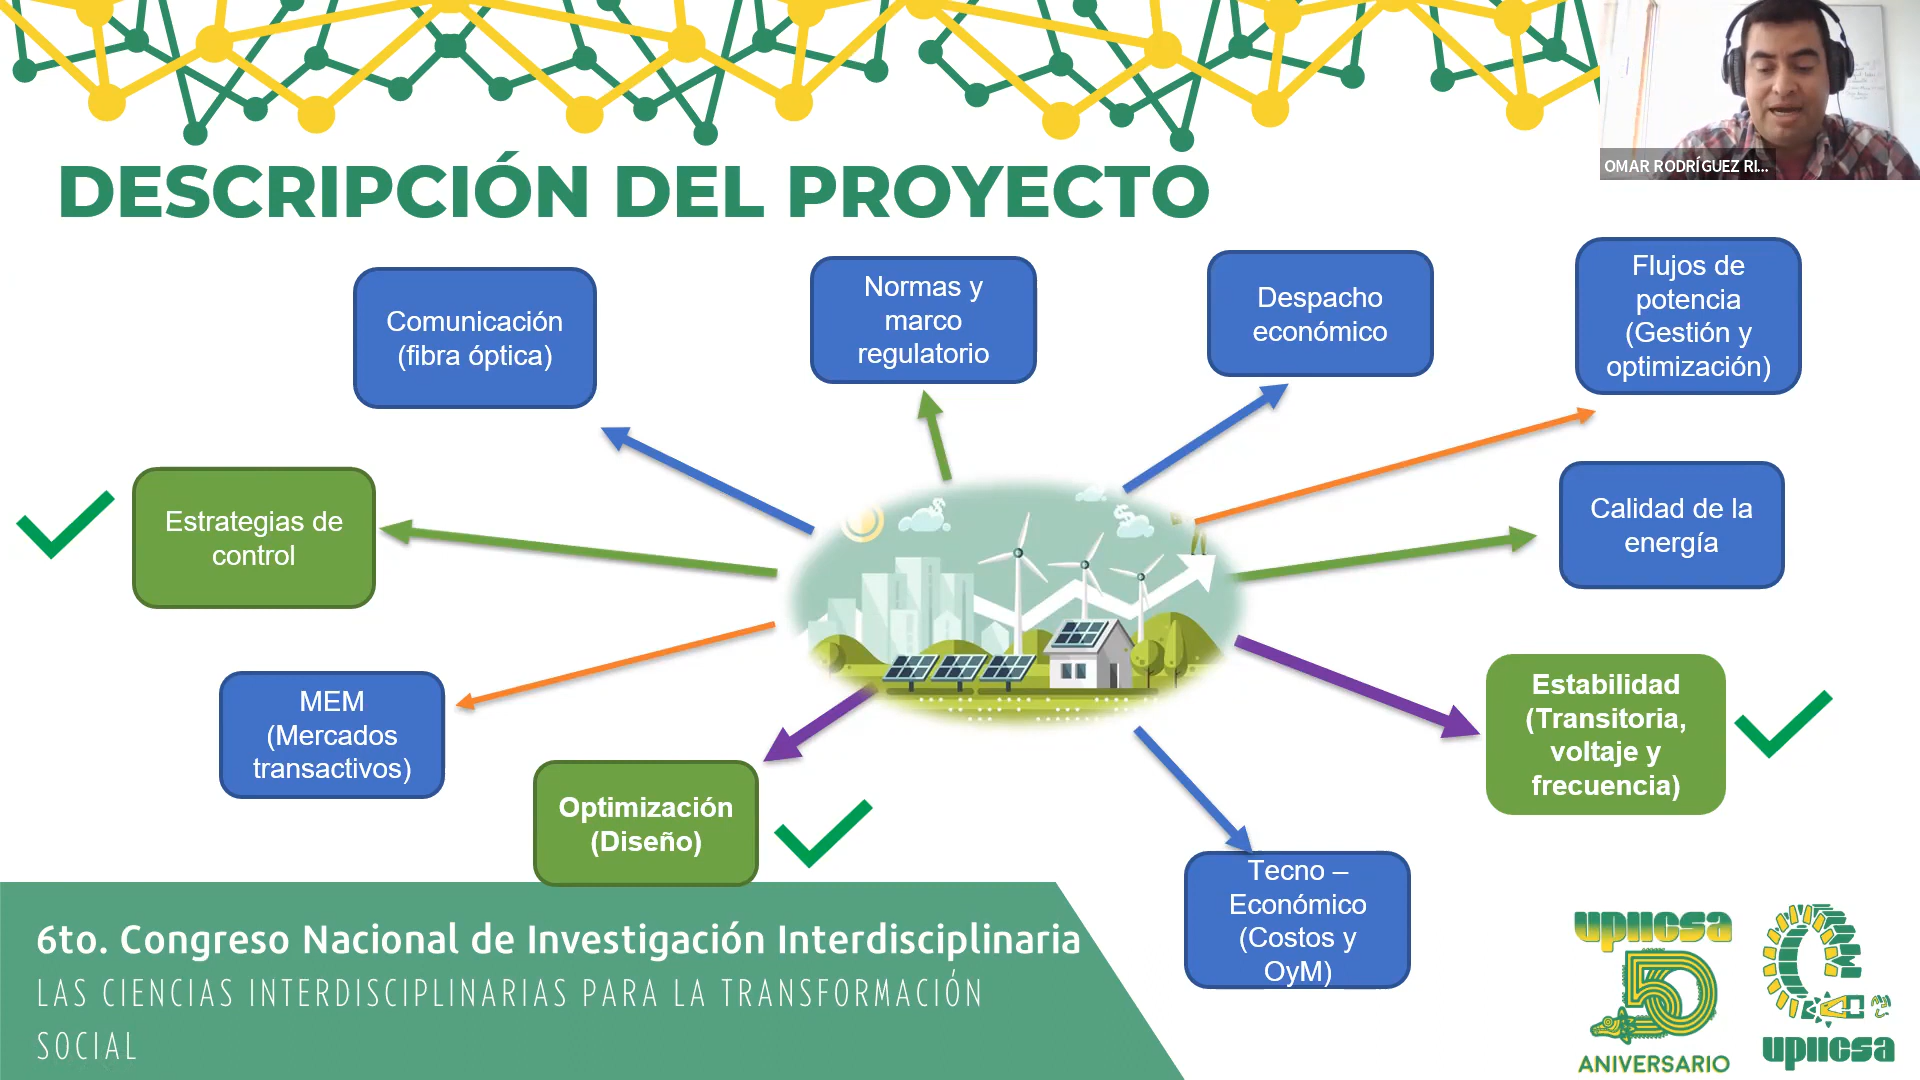 OMAR RODRÍGUEZ RI...
DESCRIPCIÓN DEL PROYECTO
Comunicación
(fibra óptica)
Normas y
marco
regulatorio
Despacho
económico
Flujos de
potencia
(Gestión y
optimización)
Estrategias de
control
Calidad de la
energía
MEM
(Mercados
transactivos)
Optimización
(Diseño)
Estabilidad
(Transitoria,
voltaje y
frecuencia)
Tecno –
Económico
(Costos y
OyM)
6to. Congreso Nacional de Investigación Interdisciplinaria
LAS CIENCIAS INTERDISCIPLINARIAS PARA LA TRANSFORMACIÓN
SOCIAL
upiicsa
50
ANIVERSARIO
upiicsa